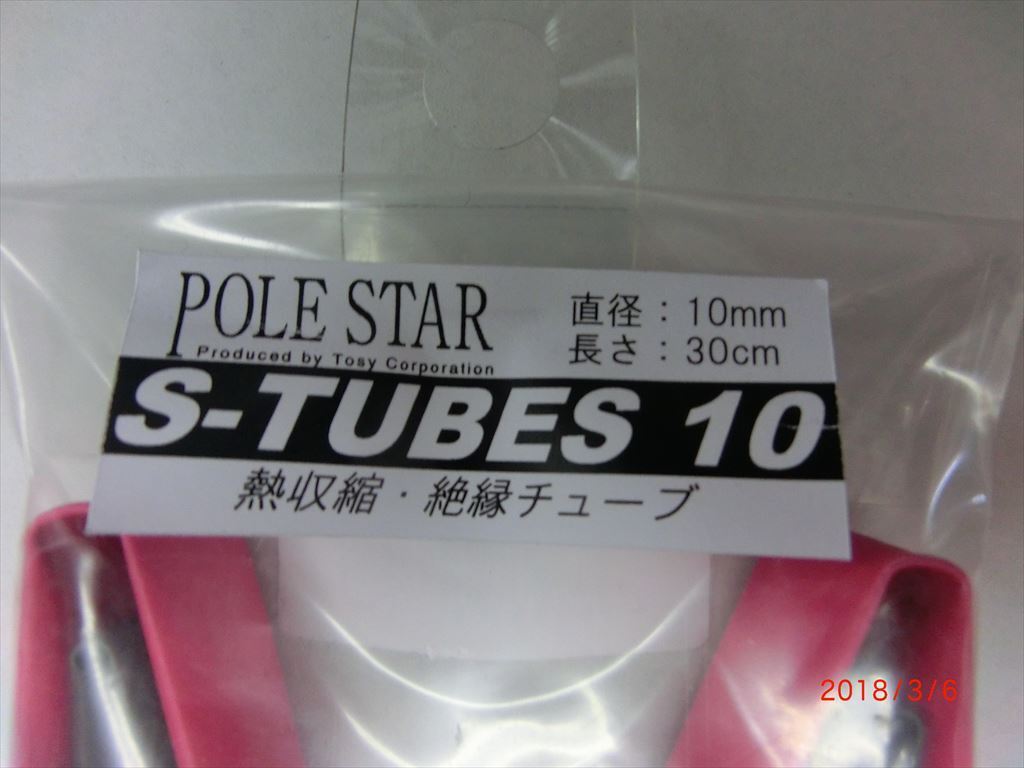 POLE STAR
Produced by Tosy Corporation
直径：10mm
長さ：30cm
S-TUBES 10
熱収縮・絶縁チューブ
2018/3/6